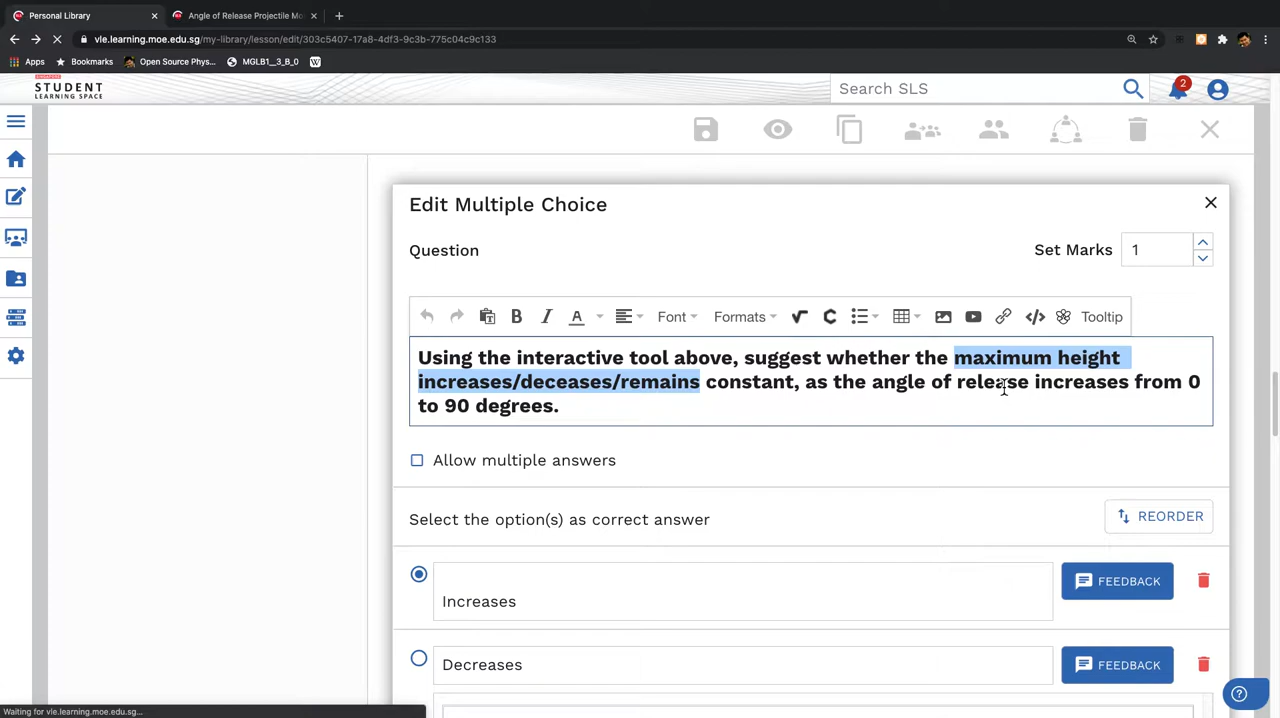 Personal Library
Angle of Release Projectile Mo
vle.learning.moe.edu.sg/my-library/lesson/edit/303c5407-17a8-4df3-9c3b-775c04c9c133
Apps
Bookmarks
Open Source Phys...
MGLB1__3_B_0
SINGAPORE
STUDENT
LEARNING SPACE
Search SLS
2
Edit Multiple Choice
Question
Set Marks
1
Font
Formats
Tooltip
Using the interactive tool above, suggest whether the maximum height
increases/deceases/remains constant, as the angle of release increases from 0
to 90 degrees.
Allow multiple answers
Select the option(s) as correct answer
REORDER
Increases
FEEDBACK
Decreases
FEEDBACK
Waiting for vle.learning.moe.edu.sg...